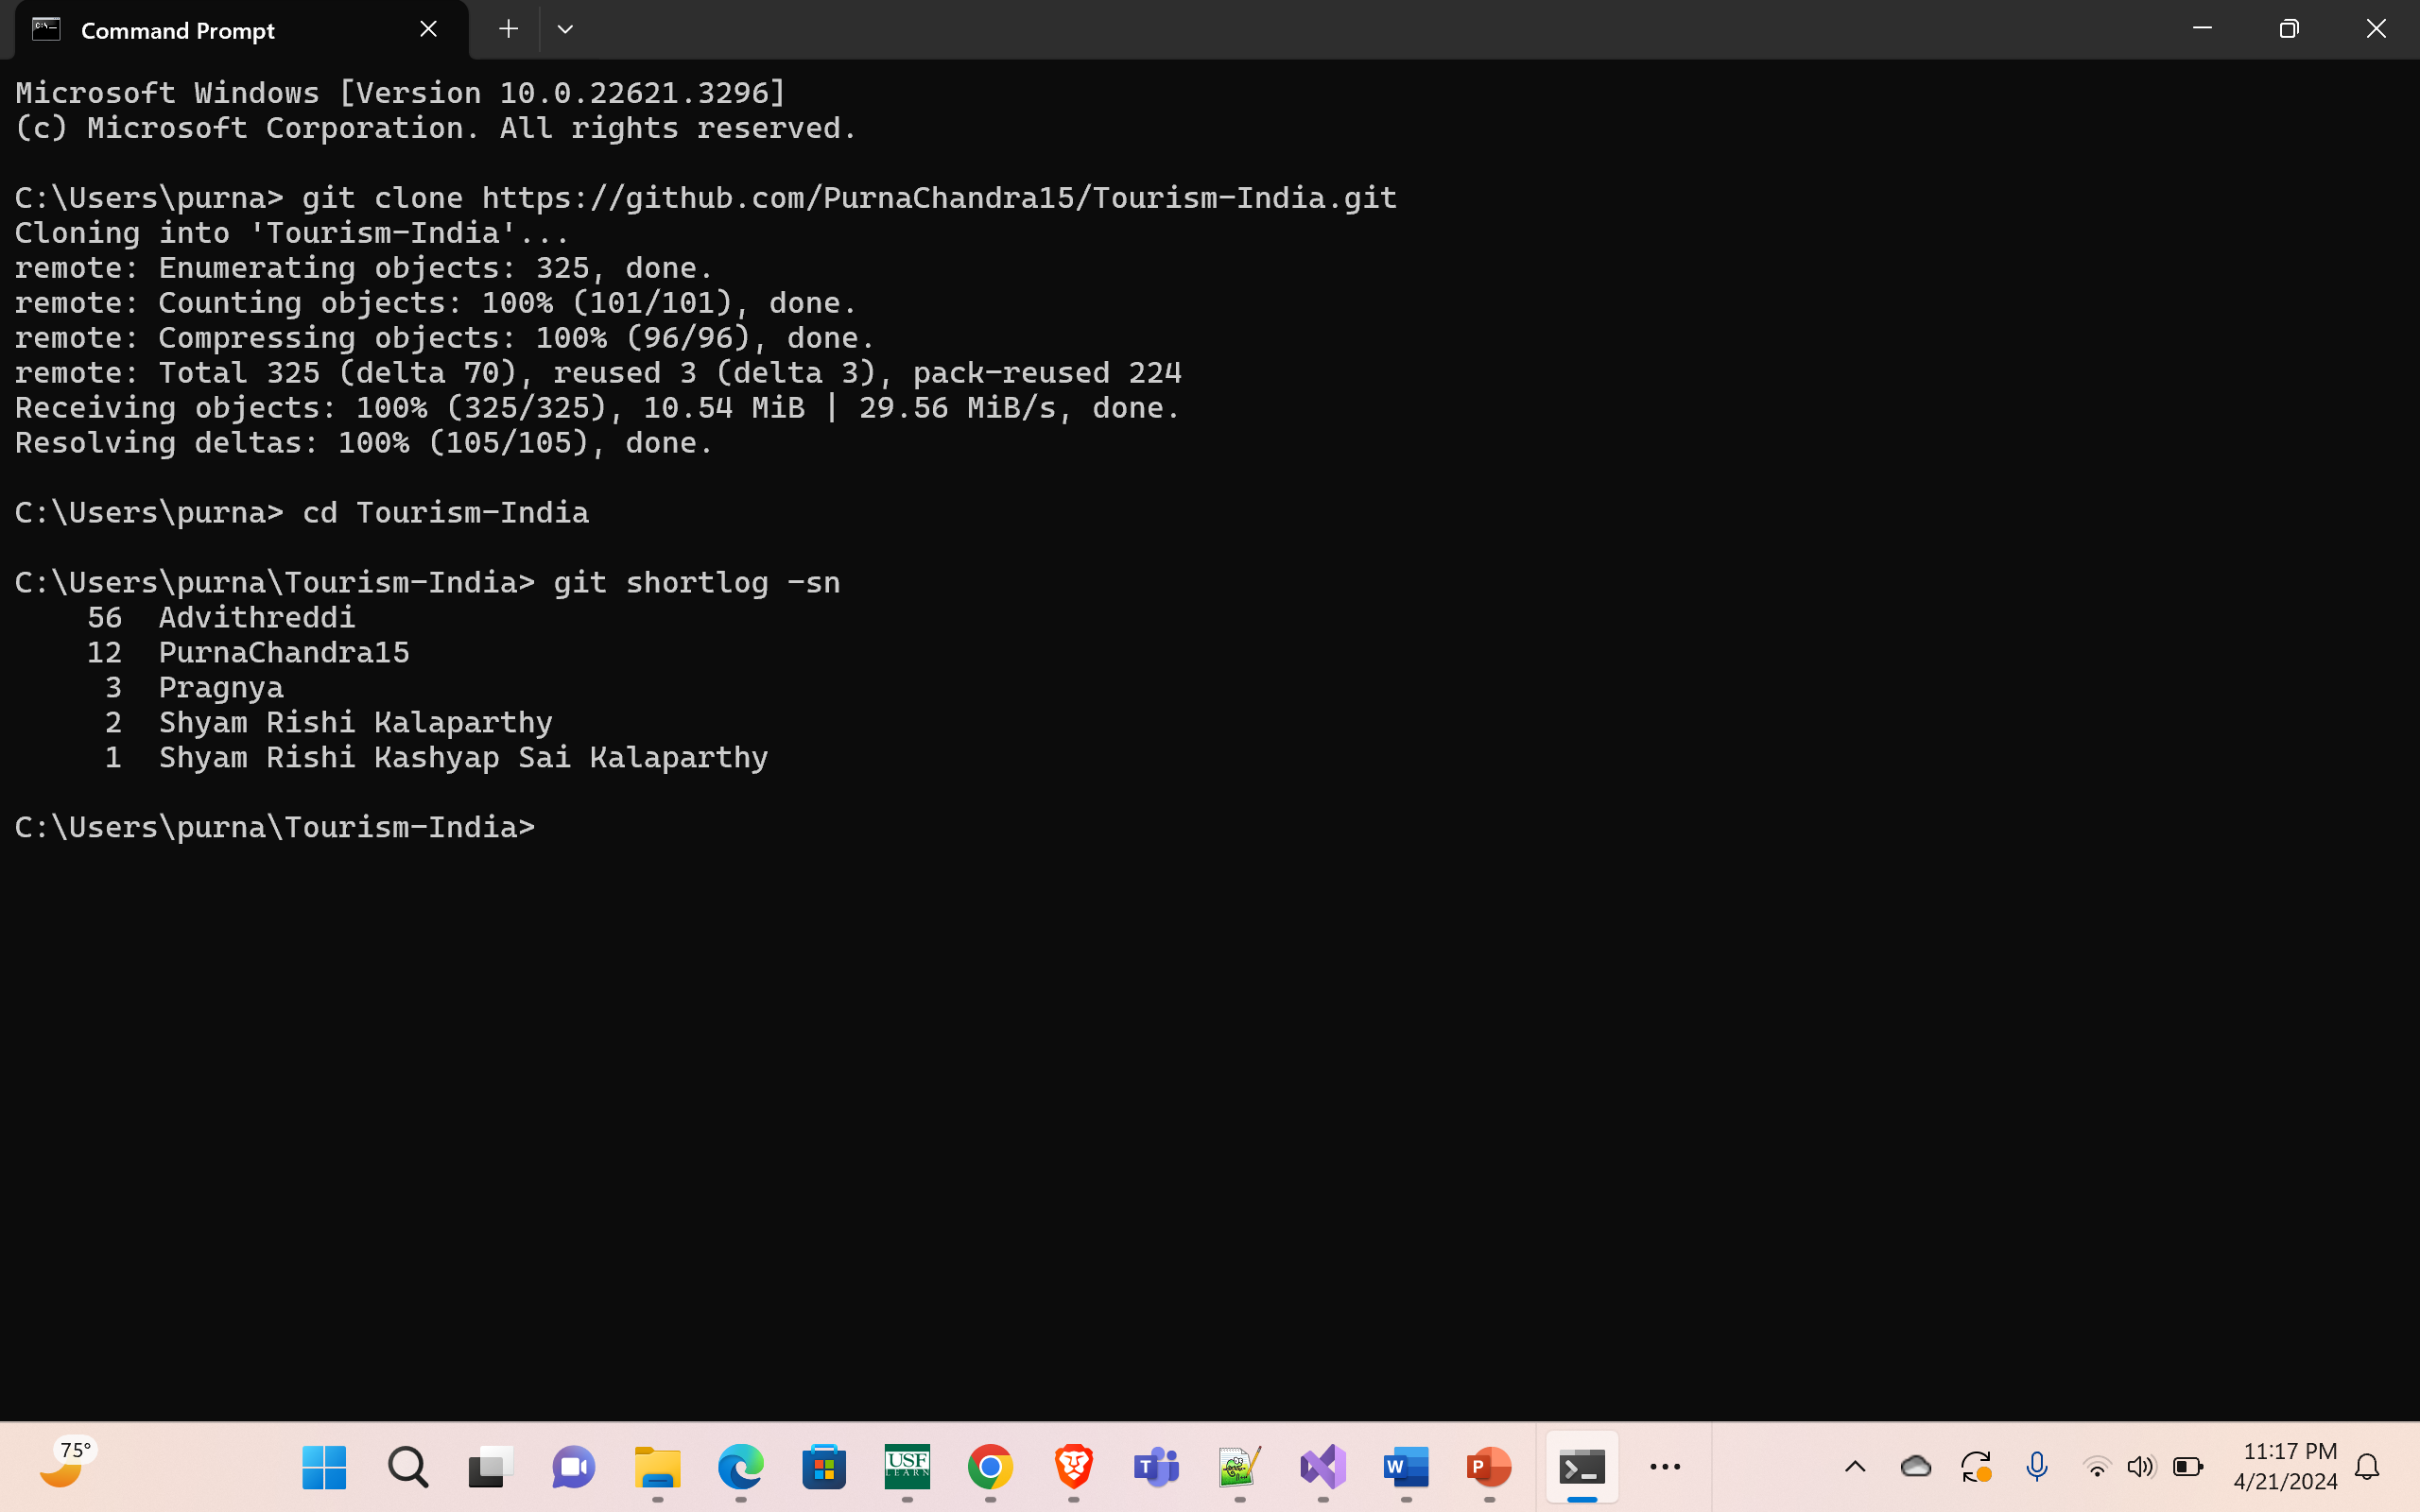 Command Prompt
Microsoft Windows [Version 10.0.22621.3296]
(c) Microsoft Corporation. All rights reserved.
C:\Users\purna> git clone https://github.com/PurnaChandra15/Tourism-India.git
Cloning into 'Tourism-India'...
remote: Enumerating objects: 325, done.
remote: Counting objects: 100% (101/101), done.
remote: Compressing objects: 100% (96/96), done.
remote: Total 325 (delta 70), reused 3 (delta 3), pack-reused 224
Receiving objects: 100% (325/325), 10.54 MiB | 29.56 MiB/s, done.
Resolving deltas: 100% (105/105), done.
C:\Users\purna> cd Tourism-India
C:\Users\purna\Tourism-India> git shortlog -sn
56 Advithreddi
12 PurnaChandra15
3 Pragnya
2 Shyam Rishi Kalaparthy
1 Shyam Rishi Kashyap Sai Kalaparthy
C:\Users\purna\Tourism-India>
75°
USF
LEARN
T
W
P
11:17 PM
4/21/2024